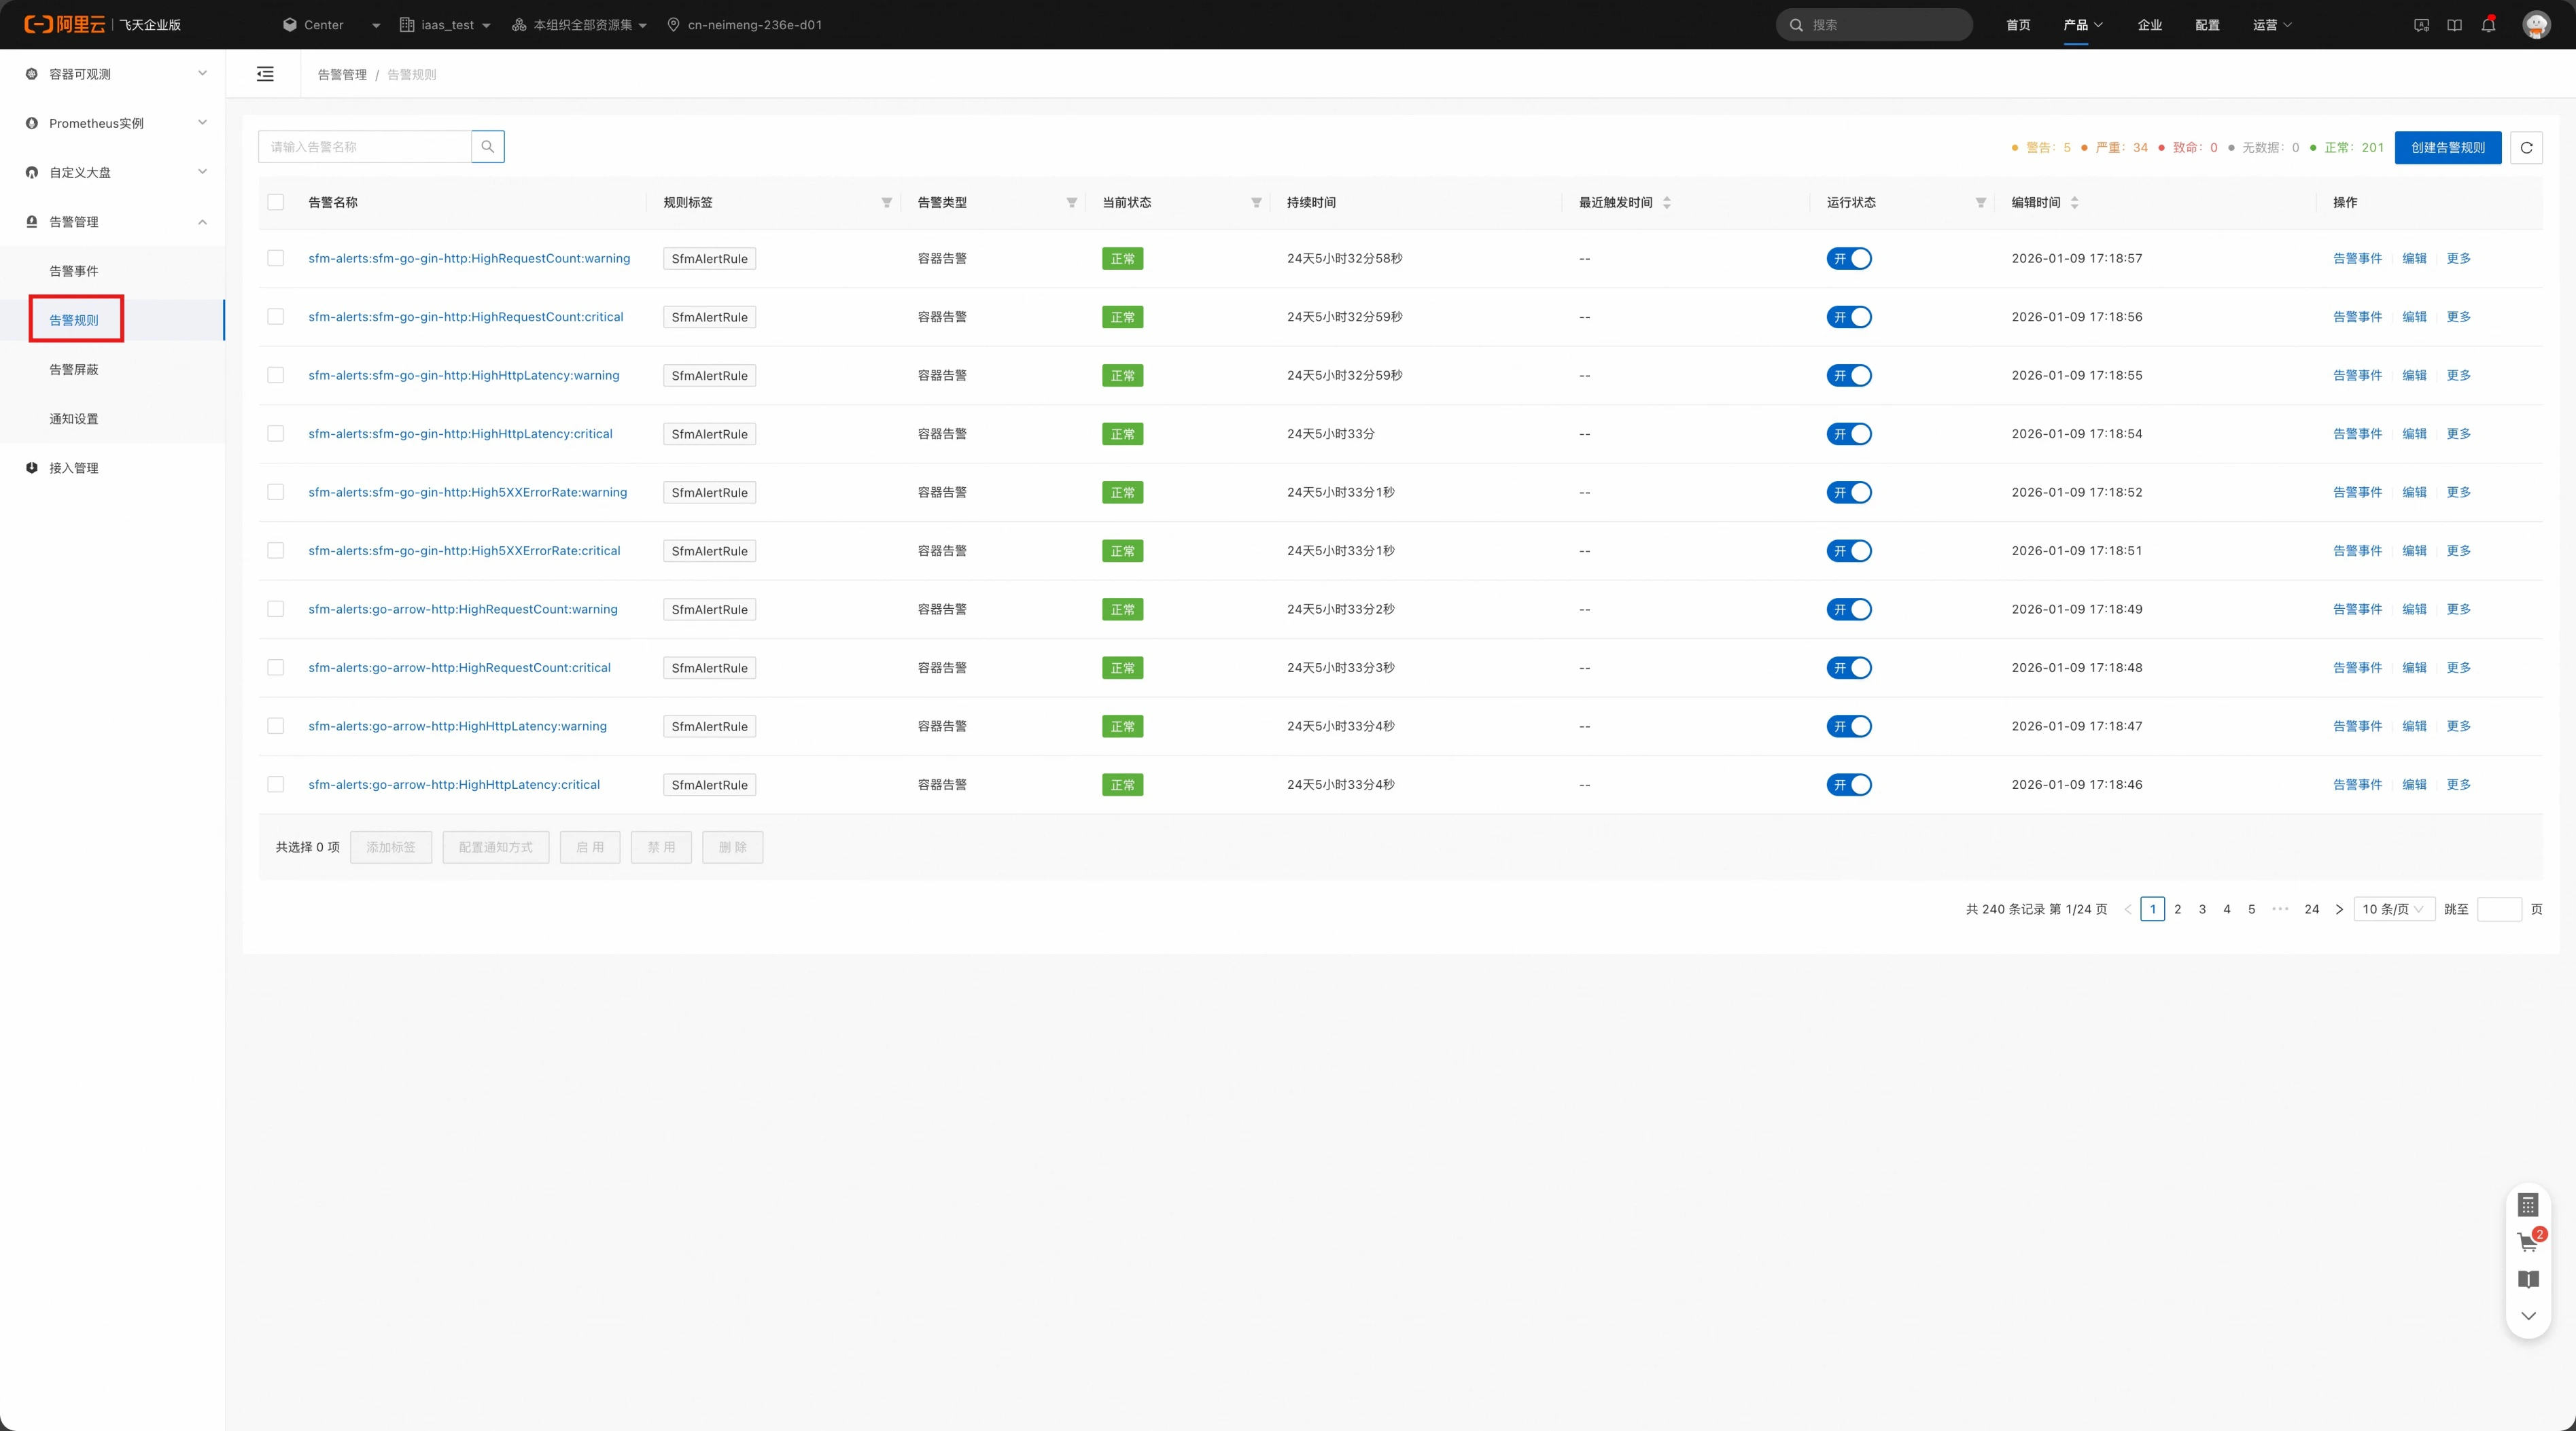 阿里云 飞天企业版 Center iaas_test 本组织全部资源集 cn-neimeng-236e-d01 搜索 首页 产品 企业 配置 运营
容器可观测
Prometheus实例
自定义大盘
告警管理
告警事件
告警规则
告警屏蔽
通知设置
接入管理
告警管理 / 告警规则
请输入告警名称 警告: 5 严重: 34 致命: 0 无数据: 0 正常: 201 创建告警规则
告警名称 规则标签 告警类型 当前状态 持续时间 最近触发时间 运行状态 编辑时间 操作
sfm-alerts:sfm-go-gin-http:HighRequestCount:warning SfmAlertRule 容器告警 正常 24天5小时32分58秒 -- 开 2026-01-09 17:18:57 告警事件 编辑 更多
sfm-alerts:sfm-go-gin-http:HighRequestCount:critical SfmAlertRule 容器告警 正常 24天5小时32分59秒 -- 开 2026-01-09 17:18:56 告警事件 编辑 更多
sfm-alerts:sfm-go-gin-http:HighHttpLatency:warning SfmAlertRule 容器告警 正常 24天5小时32分59秒 -- 开 2026-01-09 17:18:55 告警事件 编辑 更多
sfm-alerts:sfm-go-gin-http:HighHttpLatency:critical SfmAlertRule 容器告警 正常 24天5小时33分 -- 开 2026-01-09 17:18:54 告警事件 编辑 更多
sfm-alerts:sfm-go-gin-http:High5XXErrorRate:warning SfmAlertRule 容器告警 正常 24天5小时33分1秒 -- 开 2026-01-09 17:18:52 告警事件 编辑 更多
sfm-alerts:sfm-go-gin-http:High5XXErrorRate:critical SfmAlertRule 容器告警 正常 24天5小时33分1秒 -- 开 2026-01-09 17:18:51 告警事件 编辑 更多
sfm-alerts:go-arrow-http:HighRequestCount:warning SfmAlertRule 容器告警 正常 24天5小时33分2秒 -- 开 2026-01-09 17:18:49 告警事件 编辑 更多
sfm-alerts:go-arrow-http:HighRequestCount:critical SfmAlertRule 容器告警 正常 24天5小时33分3秒 -- 开 2026-01-09 17:18:48 告警事件 编辑 更多
sfm-alerts:go-arrow-http:HighHttpLatency:warning SfmAlertRule 容器告警 正常 24天5小时33分4秒 -- 开 2026-01-09 17:18:47 告警事件 编辑 更多
sfm-alerts:go-arrow-http:HighHttpLatency:critical SfmAlertRule 容器告警 正常 24天5小时33分4秒 -- 开 2026-01-09 17:18:46 告警事件 编辑 更多
共选择 0 项 添加标签 配置通知方式 启 用 禁 用 删 除
共 240 条记录 第 1/24 页 < 1 2 3 4 5 ••• 24 > 10 条/页 跳至 页
2